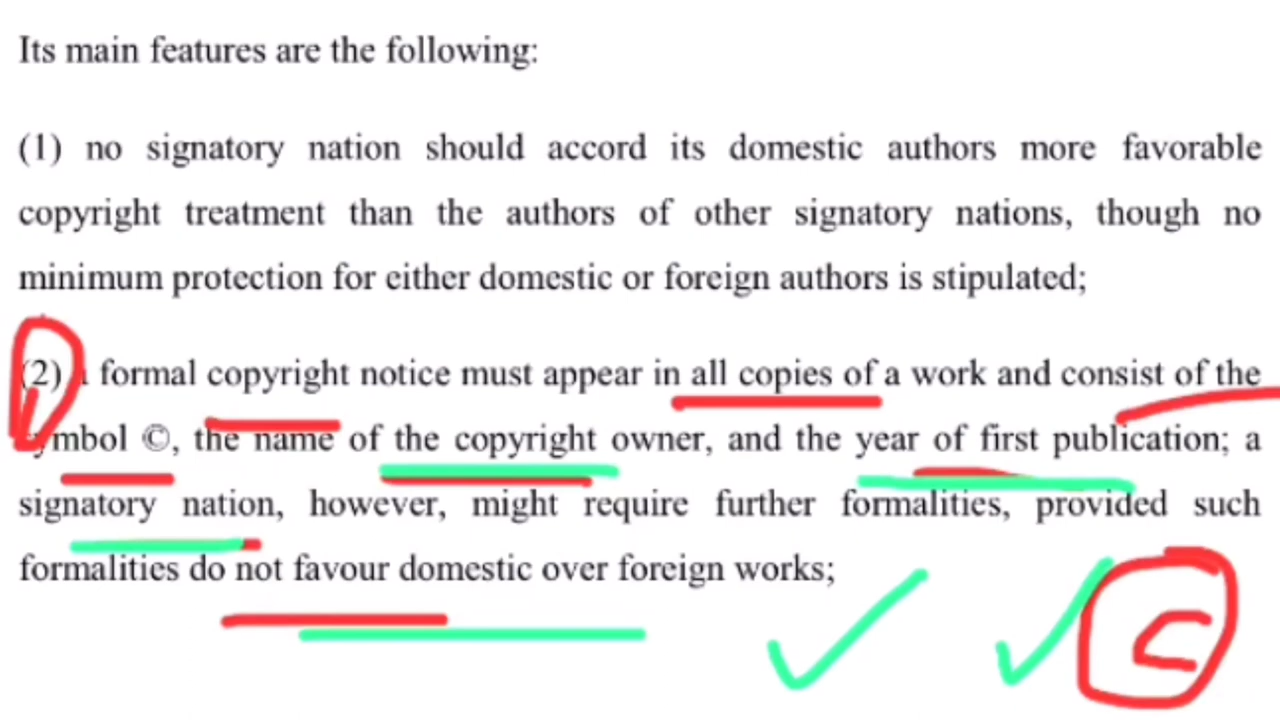 Its main features are the following:
(1) no signatory nation should accord its domestic authors more favorable
copyright treatment than the authors of other signatory nations, though no
minimum protection for either domestic or foreign authors is stipulated;
(2) a formal copyright notice must appear in all copies of a work and consist of the
symbol ©, the name of the copyright owner, and the year of first publication; a
signatory nation, however, might require further formalities, provided such
formalities do not favour domestic over foreign works;
C